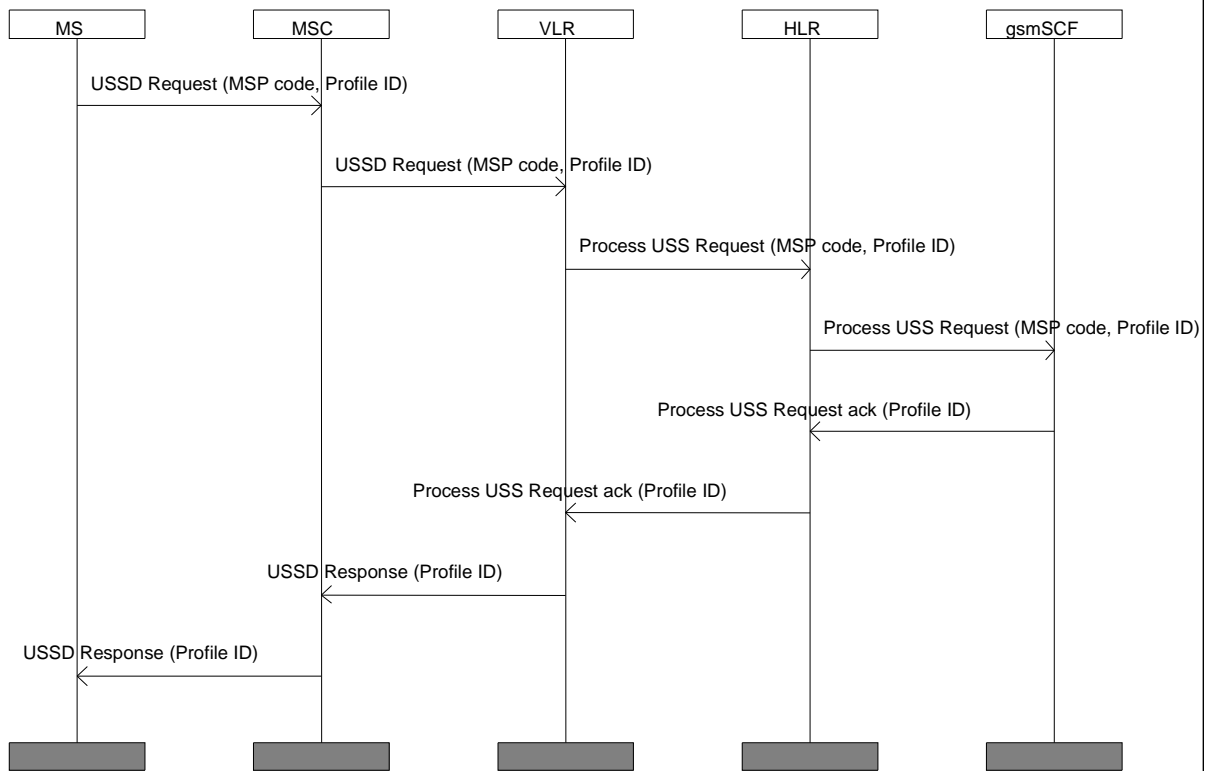 MS
MSC
VLR
HLR
gsmSCF
USSD Request (MSP code, Profile ID)
USSD Request (MSP code, Profile ID)
Process USS Request (MSP code, Profile ID)
Process USS Request (MSP code, Profile ID)
Process USS Request ack (Profile ID)
Process USS Request ack (Profile ID)
USSD Response (Profile ID)
USSD Response (Profile ID)